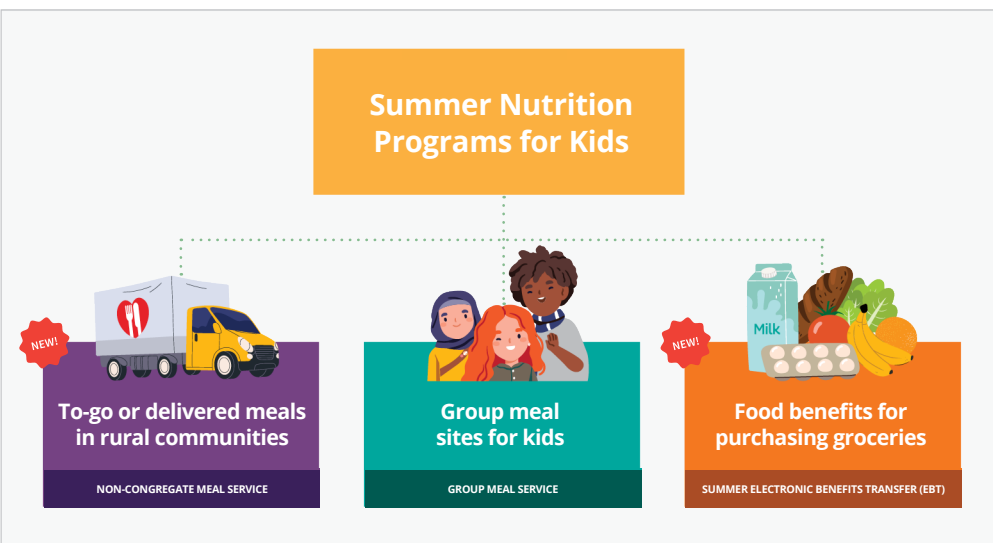 Summer Nutrition
Programs for Kids
NEW!
To-go or delivered meals
in rural communities
NON-CONGREGATE MEAL SERVICE
Group meal
sites for kids
GROUP MEAL SERVICE
NEW!
Milk
Food benefits for
purchasing groceries
SUMMER ELECTRONIC BENEFITS TRANSFER (EBT)